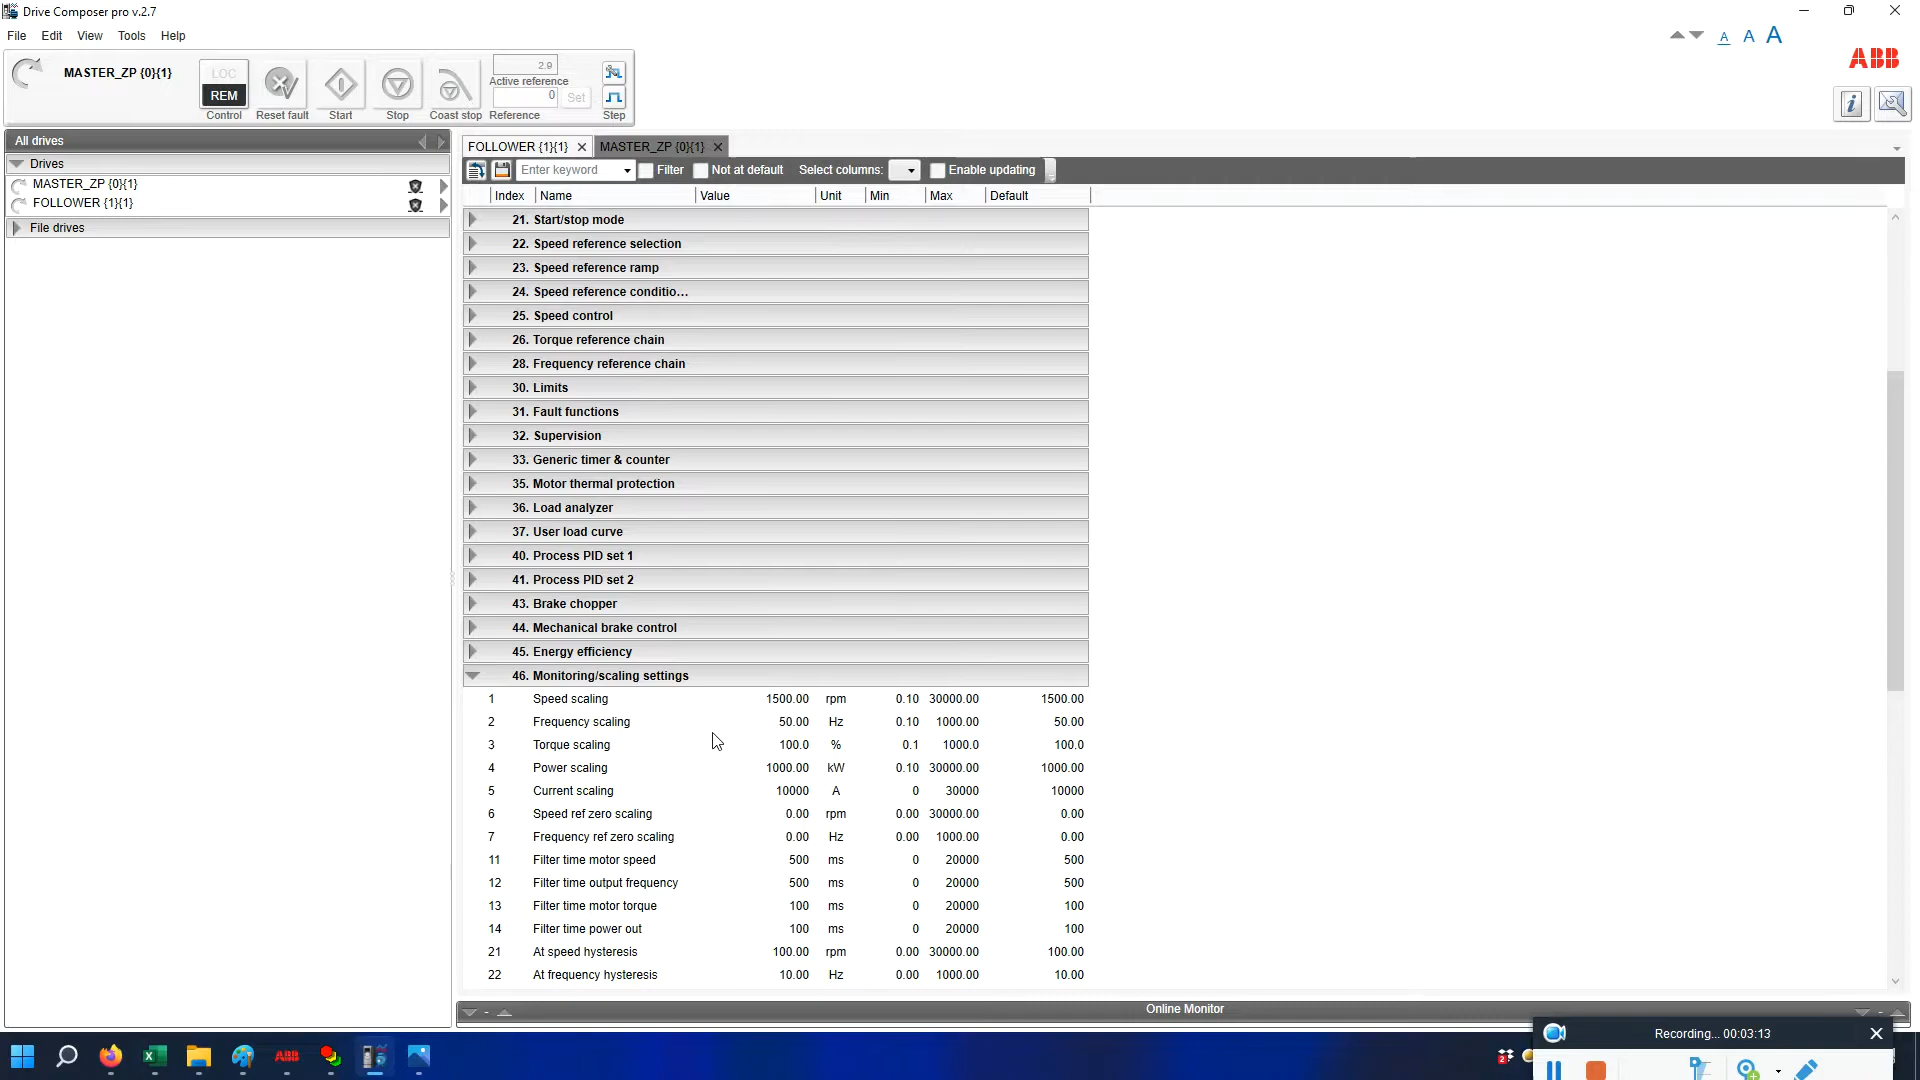 Drive Composer pro v.2.7
File Edit View Tools Help
A A A
ABB
MASTER_ZP {0}{1}
LOC
REM
Control Reset fault Start Stop Coast stop
2.9
Active reference
0 Set
Reference Step
All drives
Drives
MASTER_ZP {0}{1}
FOLLOWER {1}{1}
File drives
FOLLOWER {1}{1} MASTER_ZP {0}{1}
Enter keyword Filter Not at default Select columns: Enable updating
Index Name Value Unit Min Max Default
21. Start/stop mode
22. Speed reference selection
23. Speed reference ramp
24. Speed reference conditio...
25. Speed control
26. Torque reference chain
28. Frequency reference chain
30. Limits
31. Fault functions
32. Supervision
33. Generic timer & counter
35. Motor thermal protection
36. Load analyzer
37. User load curve
40. Process PID set 1
41. Process PID set 2
43. Brake chopper
44. Mechanical brake control
45. Energy efficiency
46. Monitoring/scaling settings
1 Speed scaling 1500.00 rpm 0.10 30000.00 1500.00
2 Frequency scaling 50.00 Hz 0.10 1000.00 50.00
3 Torque scaling 100.0 % 0.1 1000.0 100.0
4 Power scaling 1000.00 kW 0.10 30000.00 1000.00
5 Current scaling 10000 A 0 30000 10000
6 Speed ref zero scaling 0.00 rpm 0.00 30000.00 0.00
7 Frequency ref zero scaling 0.00 Hz 0.00 1000.00 0.00
11 Filter time motor speed 500 ms 0 20000 500
12 Filter time output frequency 500 ms 0 20000 500
13 Filter time motor torque 100 ms 0 20000 100
14 Filter time power out 100 ms 0 20000 100
21 At speed hysteresis 100.00 rpm 0.00 30000.00 100.00
22 At frequency hysteresis 10.00 Hz 0.00 1000.00 10.00
Online Monitor
Recording... 00:03:13
ABB
2